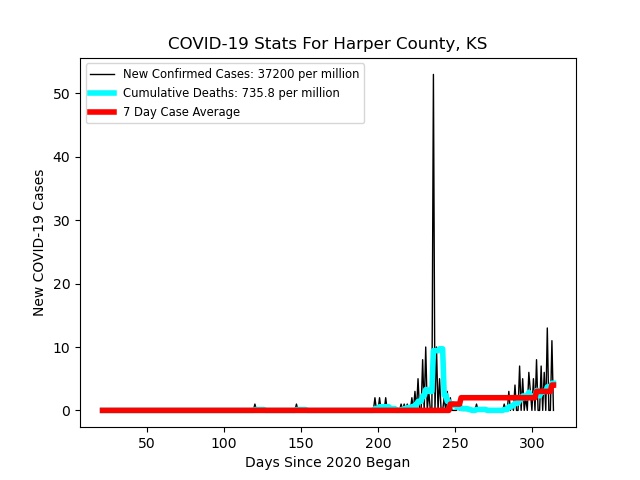 COVID-19 Stats For Harper County, KS
New Confirmed Cases: 37200 per million
Cumulative Deaths: 735.8 per million
7 Day Case Average
New COVID-19 Cases
50
40
30
20
10
0
50 100 150 200 250 300
Days Since 2020 Began